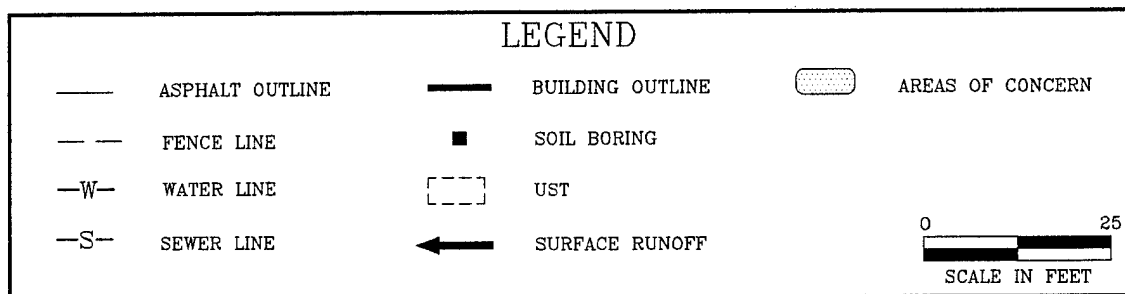 LEGEND
ASPHALT OUTLINE
BUILDING OUTLINE
AREAS OF CONCERN
FENCE LINE
SOIL BORING
—W— WATER LINE
UST
—S— SEWER LINE
SURFACE RUNOFF
0 25
SCALE IN FEET